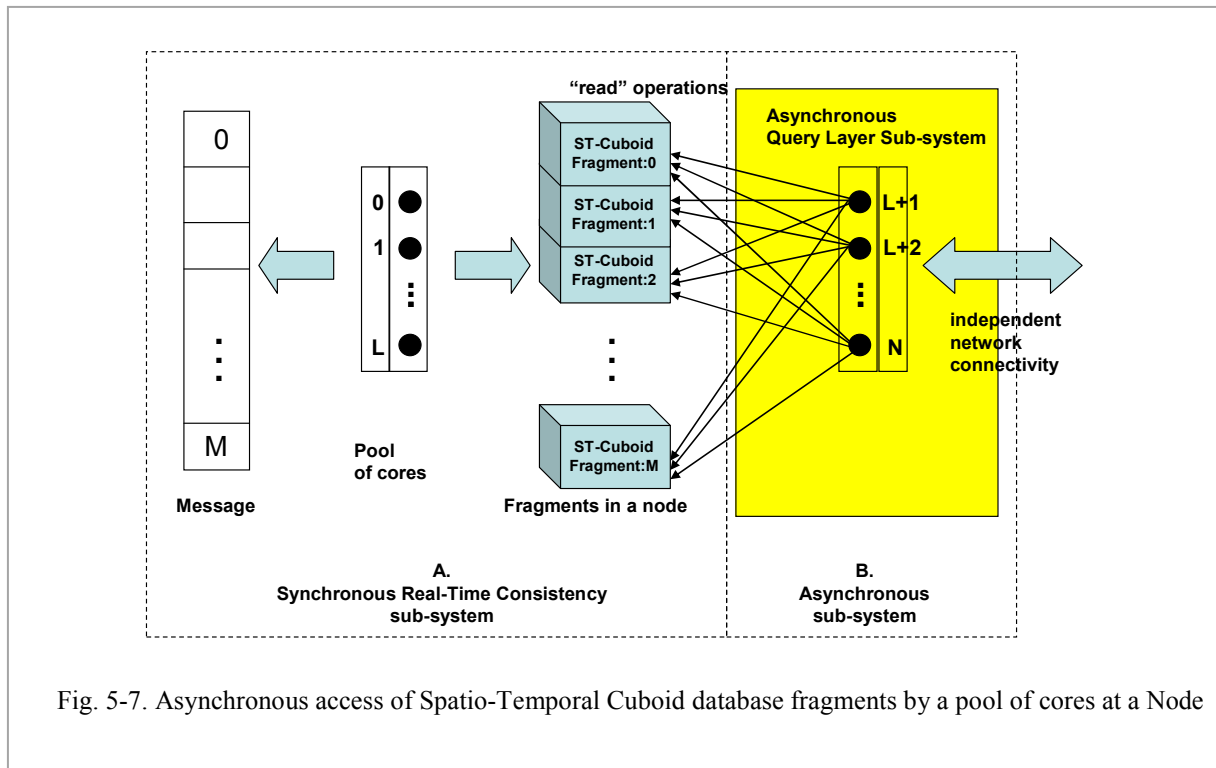 "read" operations
0
M
Message
0
1
L
Pool
of cores
ST-Cuboid
Fragment:0
ST-Cuboid
Fragment:1
ST-Cuboid
Fragment:2
ST-Cuboid
Fragment:M
Fragments in a node
Asynchronous
Query Layer Sub-system
L+1
L+2
N
independent
network
connectivity
A.
Synchronous Real-Time Consistency
sub-system
B.
Asynchronous
sub-system
Fig. 5-7. Asynchronous access of Spatio-Temporal Cuboid database fragments by a pool of cores at a Node